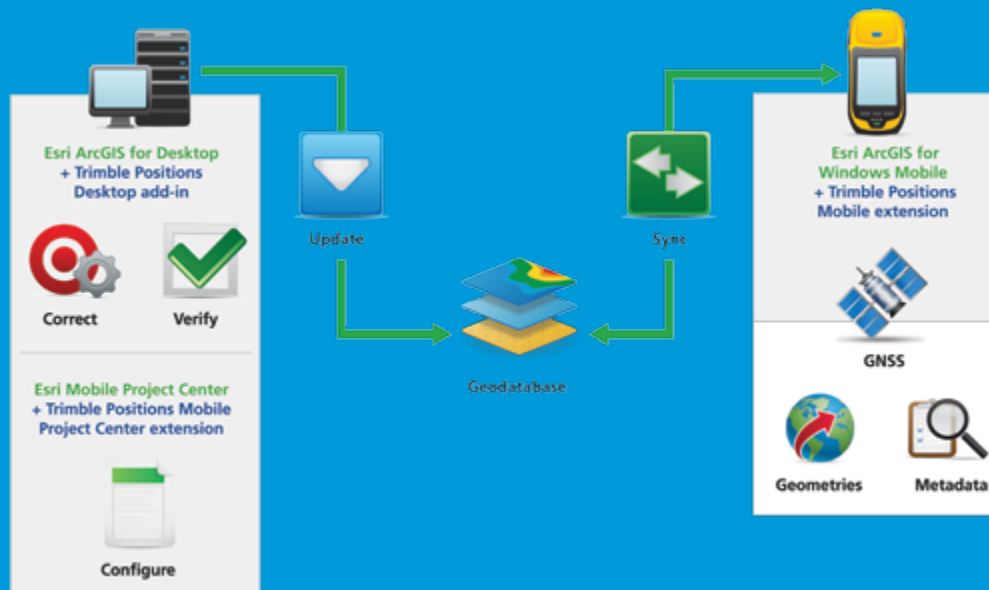 Esri ArcGIS for Desktop
+ Trimble Positions
Desktop add-in
Correct
Verify
Esri Mobile Project Center
+ Trimble Positions Mobile
Project Center extension
Configure
Update
Sync
Geodatabase
Esri ArcGIS for
Windows Mobile
+ Trimble Positions
Mobile extension
GNSS
Geometries
Metadata